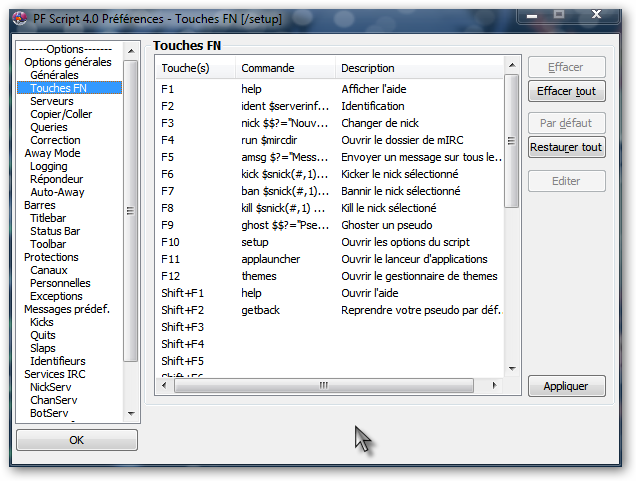 PF Script 4.0 Préférences - Touches FN [/setup]
-------Options-------
Options générales
Générales
Touches FN
Serveurs
Copier/Coller
Queries
Correction
Away Mode
Logging
Répondeur
Auto-Away
Barres
Titlebar
Status Bar
Toolbar
Protections
Canaux
Personnelles
Exceptions
Messages prédef.
Kicks
Quits
Slaps
Identifieurs
Services IRC
NickServ
ChanServ
BotServ
OK
Touches FN
Touche(s) Commande Description
F1 help Afficher l'aide
F2 ident $serverinf... Identification
F3 nick $$?="Nouv... Changer de nick
F4 run $mircdir Ouvrir le dossier de mIRC
F5 amsg $?="Mess... Envoyer un message sur tous le...
F6 kick $snick(#,1)... Kicker le nick sélectionné
F7 ban $snick(#,1)... Bannir le nick sélectionné
F8 kill $snick(#,1) ... Kill le nick sélectioné
F9 ghost $$?="Pse... Ghoster un pseudo
F10 setup Ouvrir les options du script
F11 applauncher Ouvrir le lanceur d'applications
F12 themes Ouvrir le gestionnaire de themes
Shift+F1 help Ouvrir l'aide
Shift+F2 getback Reprendre votre pseudo par déf...
Shift+F3
Shift+F4
Shift+F5
Shift+F6
Effacer
Effacer tout
Par défaut
Restaurer tout
Editer
Appliquer